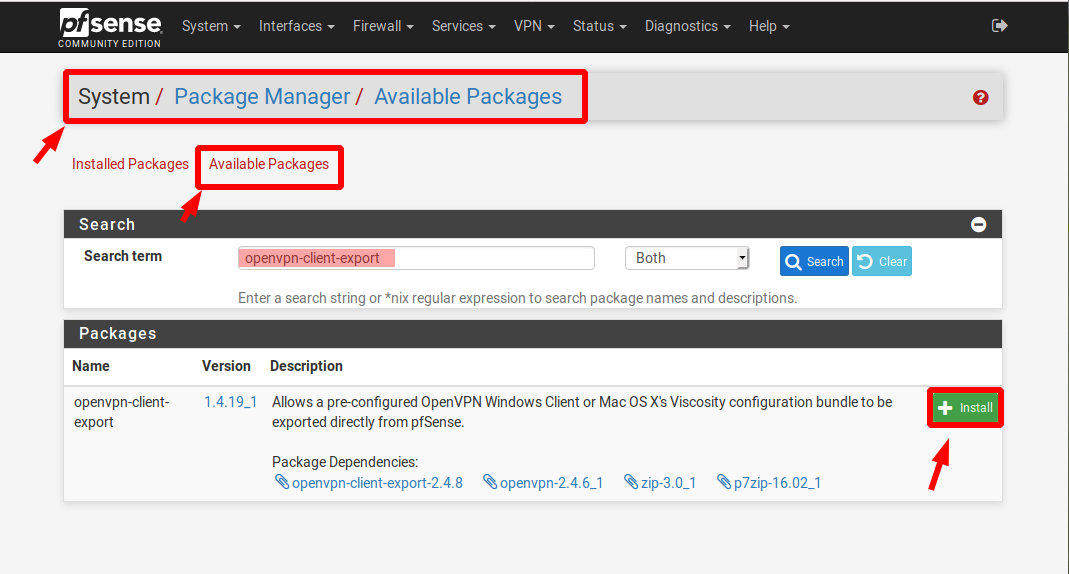 pfsense System Interfaces Firewall Services VPN Status Diagnostics Help
COMMUNITY EDITION
System / Package Manager / Available Packages
Installed Packages Available Packages
Search
Search term openvpn-client-export Both Search Clear
Enter a search string or *nix regular expression to search package names and descriptions.
Packages
Name Version Description
openvpn-client- 1.4.19_1 Allows a pre-configured OpenVPN Windows Client or Mac OS X's Viscosity configuration bundle to be Install
export exported directly from pfSense.
Package Dependencies:
openvpn-client-export-2.4.8 openvpn-2.4.6_1 zip-3.0_1 p7zip-16.02_1